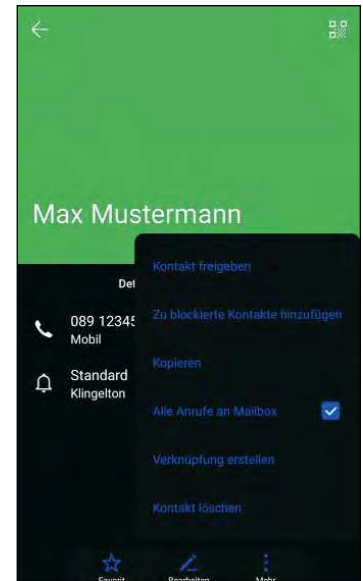 Max Mustermann
Det
Kontakt freigeben
Zu blockierte Kontakte hinzufügen
089 12345
Mobil
Kopieren
Standard
Klingelton
Alle Anrufe an Mailbox
Verknüpfung erstellen
Kontakt löschen
Favorit Bearbeiten Mehr